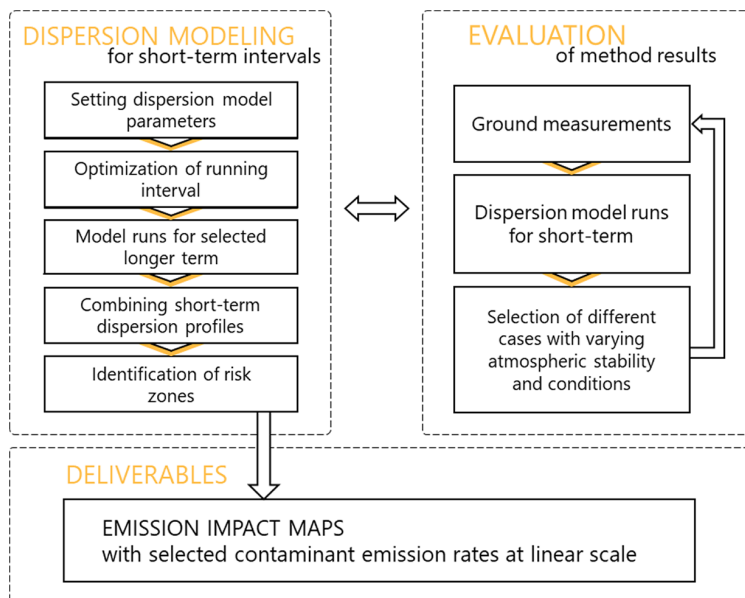 DISPERSION MODELING
for short-term intervals
Setting dispersion model
parameters
Optimization of running
interval
Model runs for selected
longer term
Combining short-term
dispersion profiles
Identification of risk
zones
EVALUATION
of method results
Ground measurements
Dispersion model runs
for short-term
Selection of different
cases with varying
atmospheric stability
and conditions
DELIVERABLES
EMISSION IMPACT MAPS
with selected contaminant emission rates at linear scale